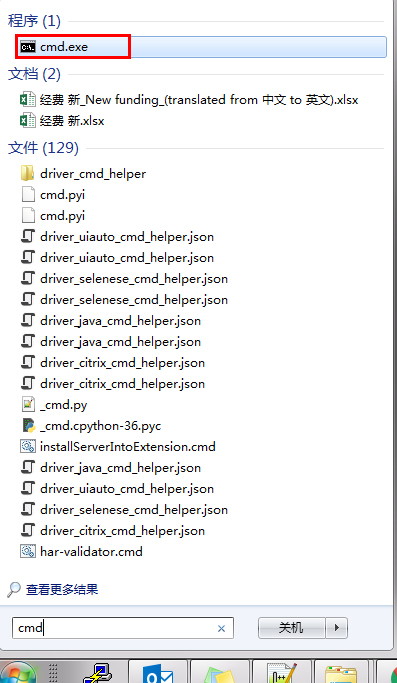 程序 (1)
cmd.exe
文档 (2)
经费 新_New funding_(translated from 中文 to 英文).xlsx
经费 新.xlsx
文件 (129)
driver_cmd_helper
cmd.pyi
cmd.pyi
driver_uiauto_cmd_helper.json
driver_uiauto_cmd_helper.json
driver_selenese_cmd_helper.json
driver_selenese_cmd_helper.json
driver_java_cmd_helper.json
driver_java_cmd_helper.json
driver_citrix_cmd_helper.json
driver_citrix_cmd_helper.json
_cmd.py
_cmd.cpython-36.pyc
installServerIntoExtension.cmd
driver_java_cmd_helper.json
driver_uiauto_cmd_helper.json
driver_selenese_cmd_helper.json
driver_citrix_cmd_helper.json
har-validator.cmd
查看更多结果
cmd
关机